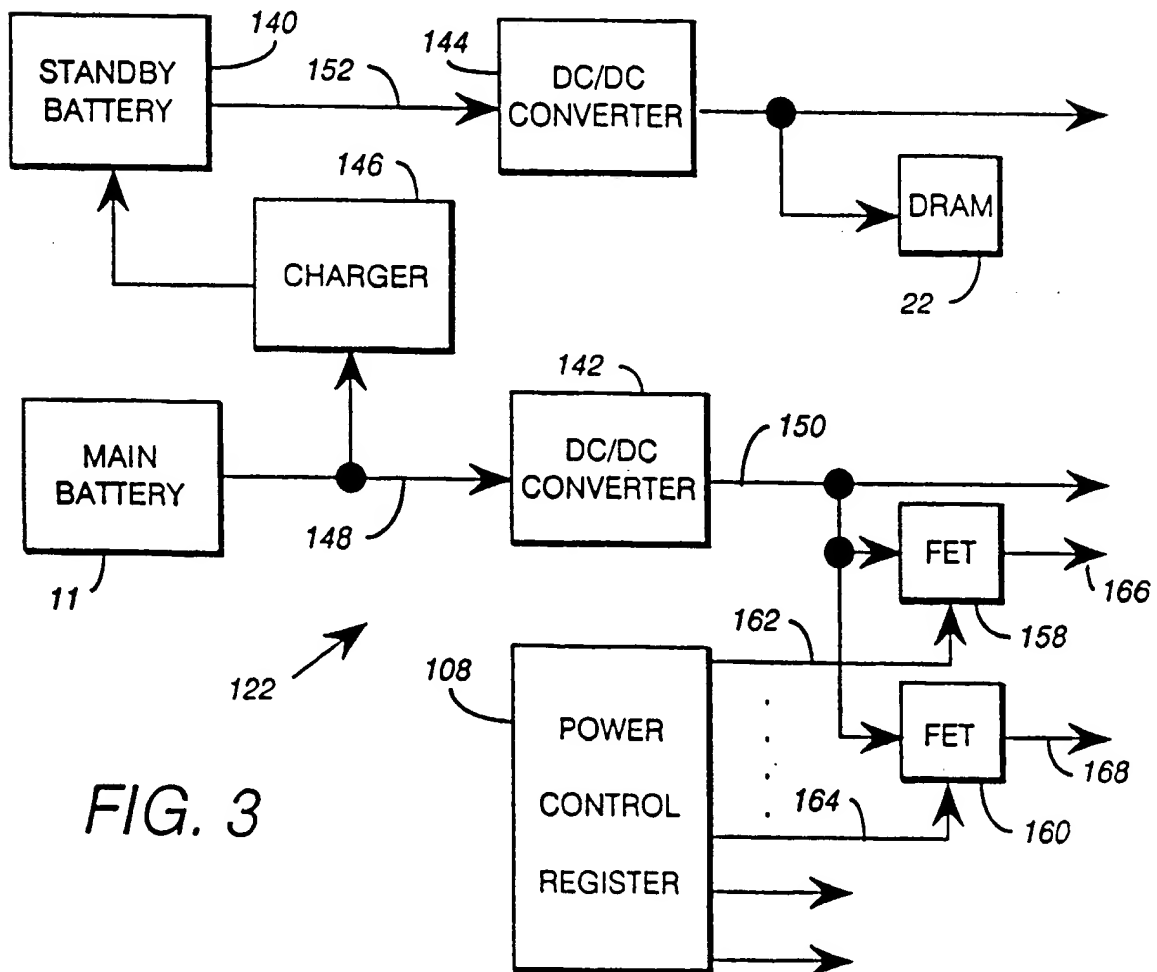 140
STANDBY
BATTERY
152
144
DC/DC
CONVERTER
DRAM
22
146
CHARGER
MAIN
BATTERY
11
148
142
DC/DC
CONVERTER
150
FET
166
158
162
122
108
POWER
CONTROL
REGISTER
FET
168
160
164
FIG. 3